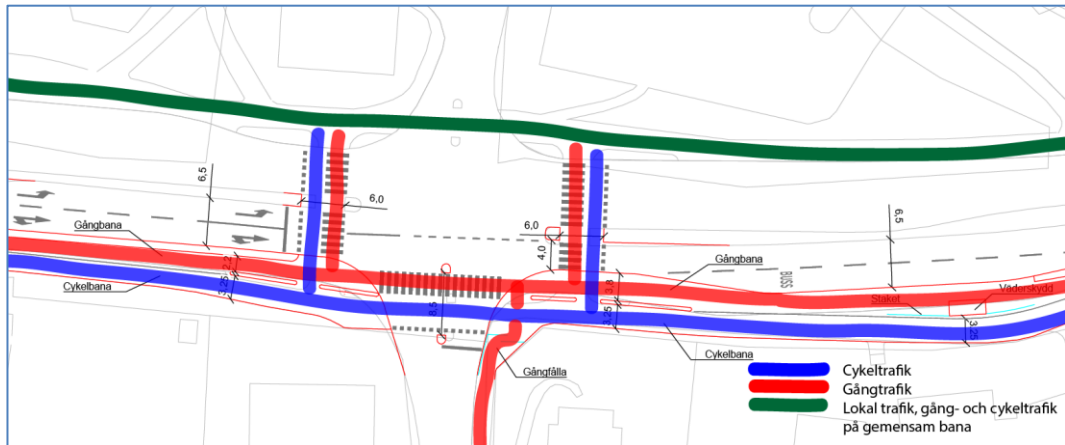 6,5
6,0
Gångbana
2,2
3,25
Cykelbana
8,5
6,0
4,0
3,8
3,25
Gångbana
6,5
BUSS
Staket
Väderskydd
3,25
Cykelbana
Gångfålla
Cykeltrafik
Gångtrafik
Lokal trafik, gång- och cykeltrafik
på gemensam bana